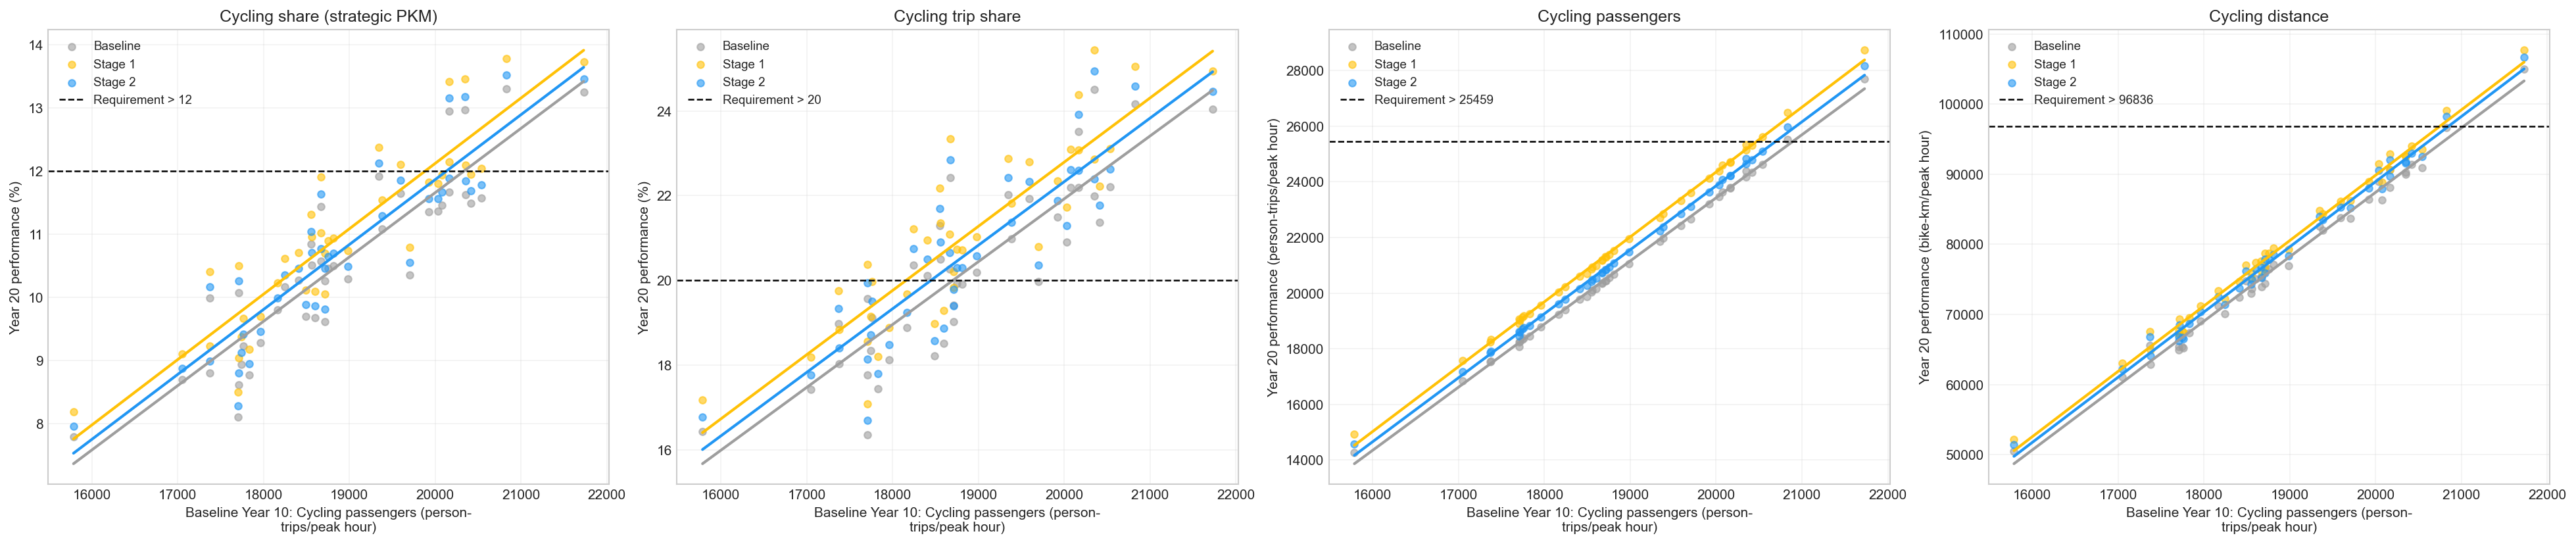 Cycling share (strategic PKM)
Baseline
Stage 1
Stage 2
Requirement > 12
14
13
12
11
10
9
8
Year 20 performance (%)
16000 17000 18000 19000 20000 21000 22000
Baseline Year 10: Cycling passengers (person-
trips/peak hour)
Cycling trip share
Baseline
Stage 1
Stage 2
Requirement > 20
24
22
20
18
16
Year 20 performance (%)
16000 17000 18000 19000 20000 21000 22000
Baseline Year 10: Cycling passengers (person-
trips/peak hour)
Cycling passengers
Baseline
Stage 1
Stage 2
Requirement > 25459
28000
26000
24000
22000
20000
18000
16000
14000
Year 20 performance (person-trips/peak hour)
16000 17000 18000 19000 20000 21000 22000
Baseline Year 10: Cycling passengers (person-
trips/peak hour)
Cycling distance
Baseline
Stage 1
Stage 2
Requirement > 96836
110000
100000
90000
80000
70000
60000
50000
Year 20 performance (bike-km/peak hour)
16000 17000 18000 19000 20000 21000 22000
Baseline Year 10: Cycling passengers (person-
trips/peak hour)